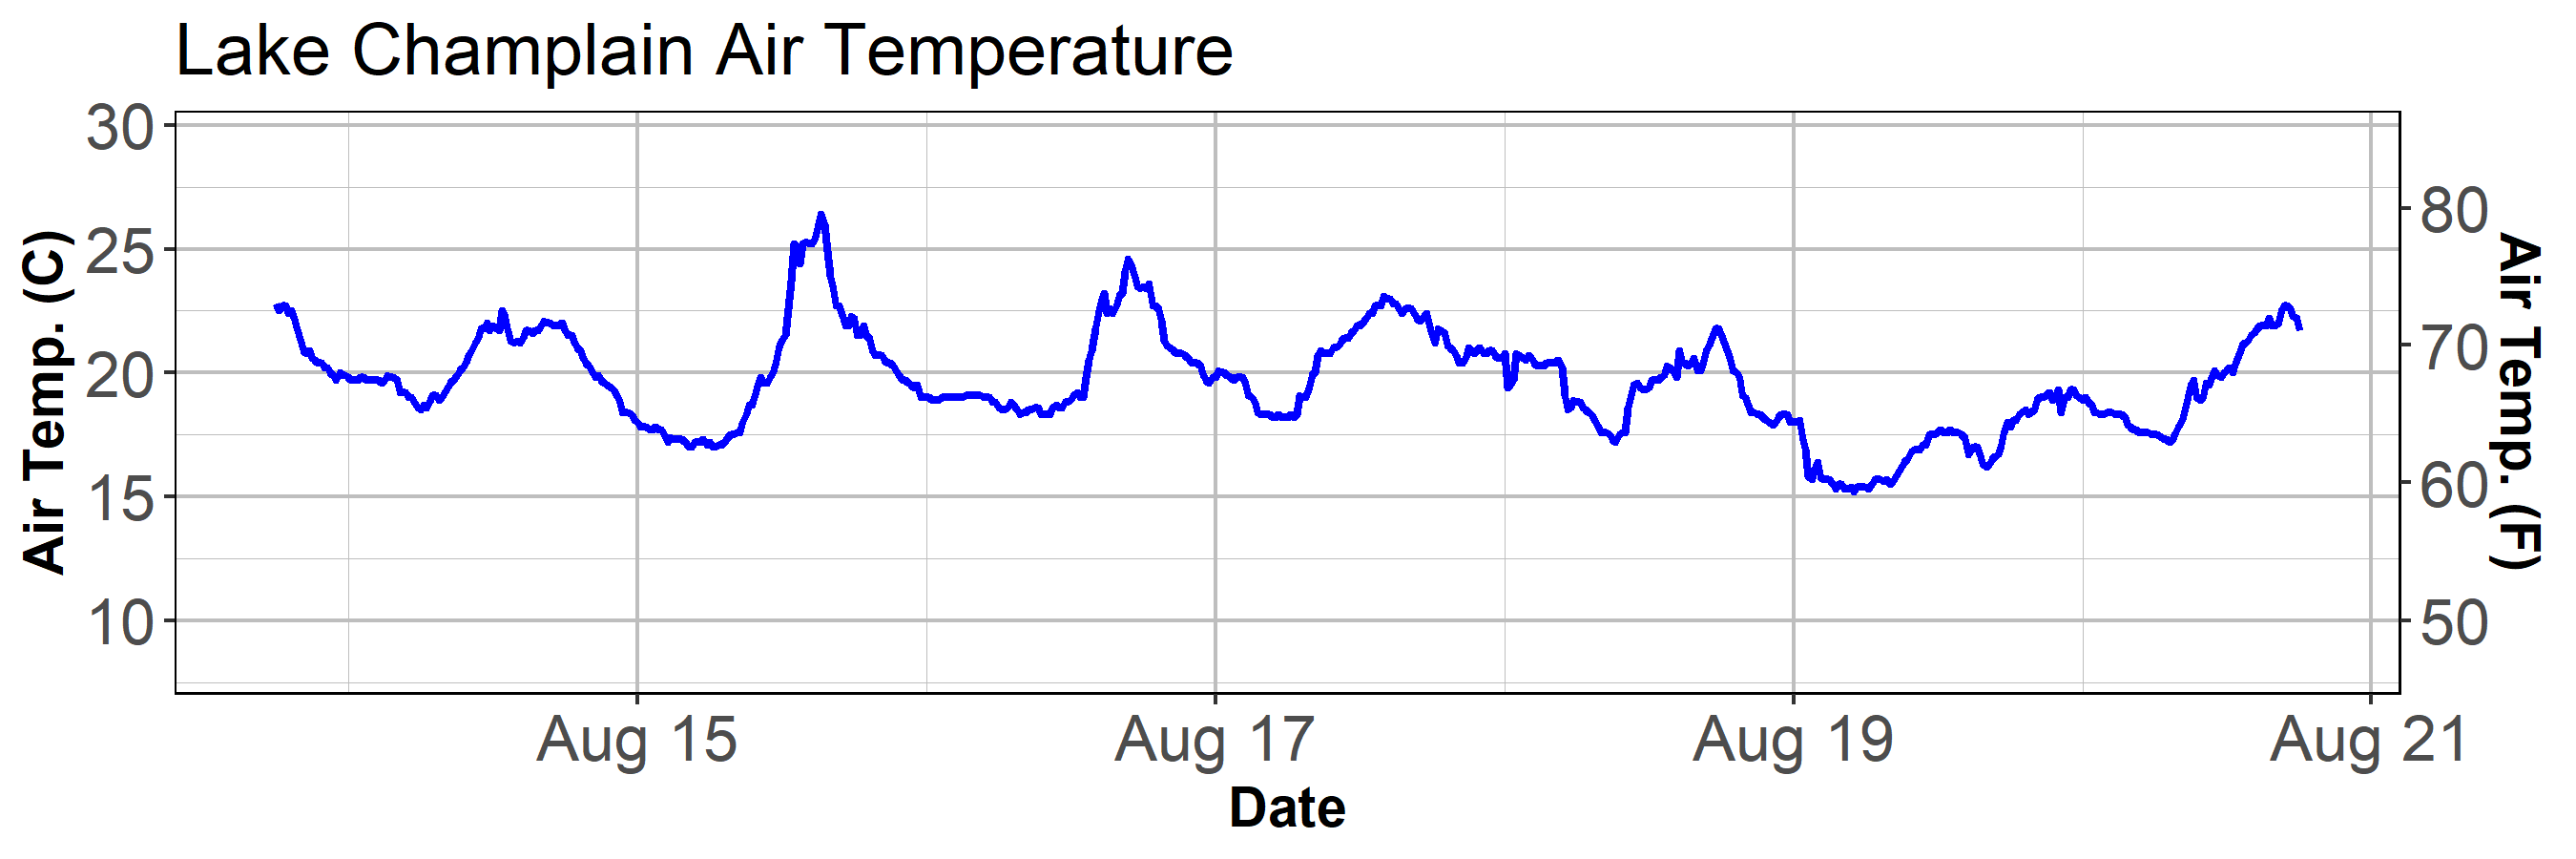 Lake Champlain Air Temperature
30
25
20
15
10
Air Temp. (C)
80
70
60
50
Air Temp. (F)
Aug 15
Aug 17
Aug 19
Aug 21
Date